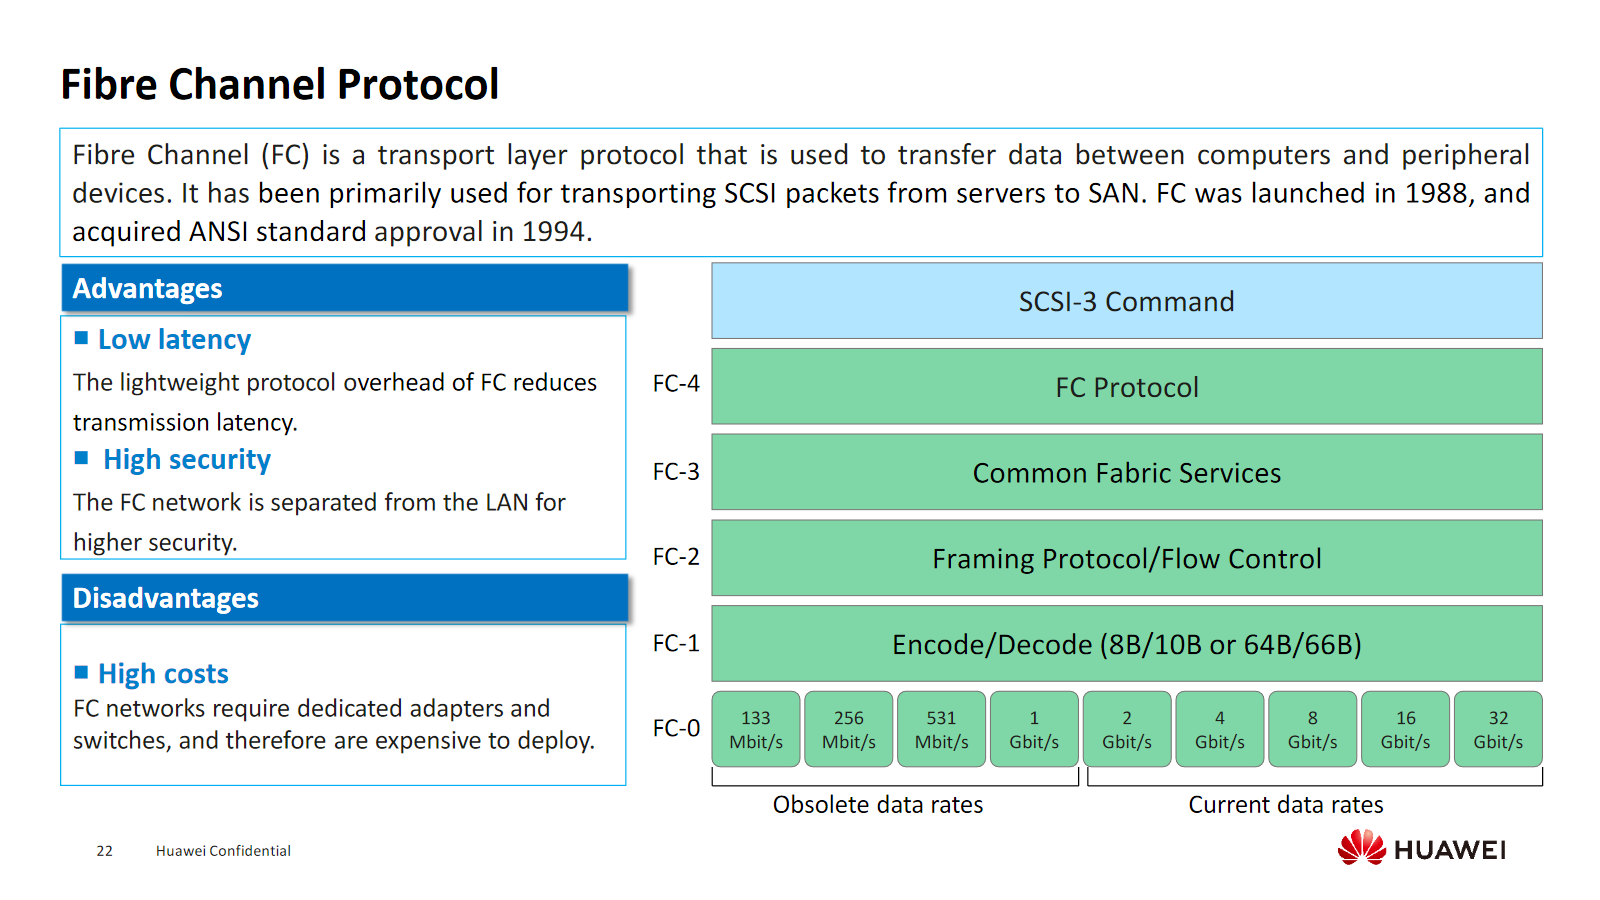 Fibre Channel Protocol
Fibre Channel (FC) is a transport layer protocol that is used to transfer data between computers and peripheral
devices. It has been primarily used for transporting SCSI packets from servers to SAN. FC was launched in 1988, and
acquired ANSI standard approval in 1994.
Advantages
■ Low latency
The lightweight protocol overhead of FC reduces
transmission latency.
■ High security
The FC network is separated from the LAN for
higher security.
Disadvantages
■ High costs
FC networks require dedicated adapters and
switches, and therefore are expensive to deploy.
SCSI-3 Command
FC-4 FC Protocol
FC-3 Common Fabric Services
FC-2 Framing Protocol/Flow Control
FC-1 Encode/Decode (8B/10B or 64B/66B)
FC-0
133
Mbit/s
256
Mbit/s
531
Mbit/s
1
Gbit/s
2
Gbit/s
4
Gbit/s
8
Gbit/s
16
Gbit/s
32
Gbit/s
Obsolete data rates
Current data rates
22 Huawei Confidential
HUAWEI